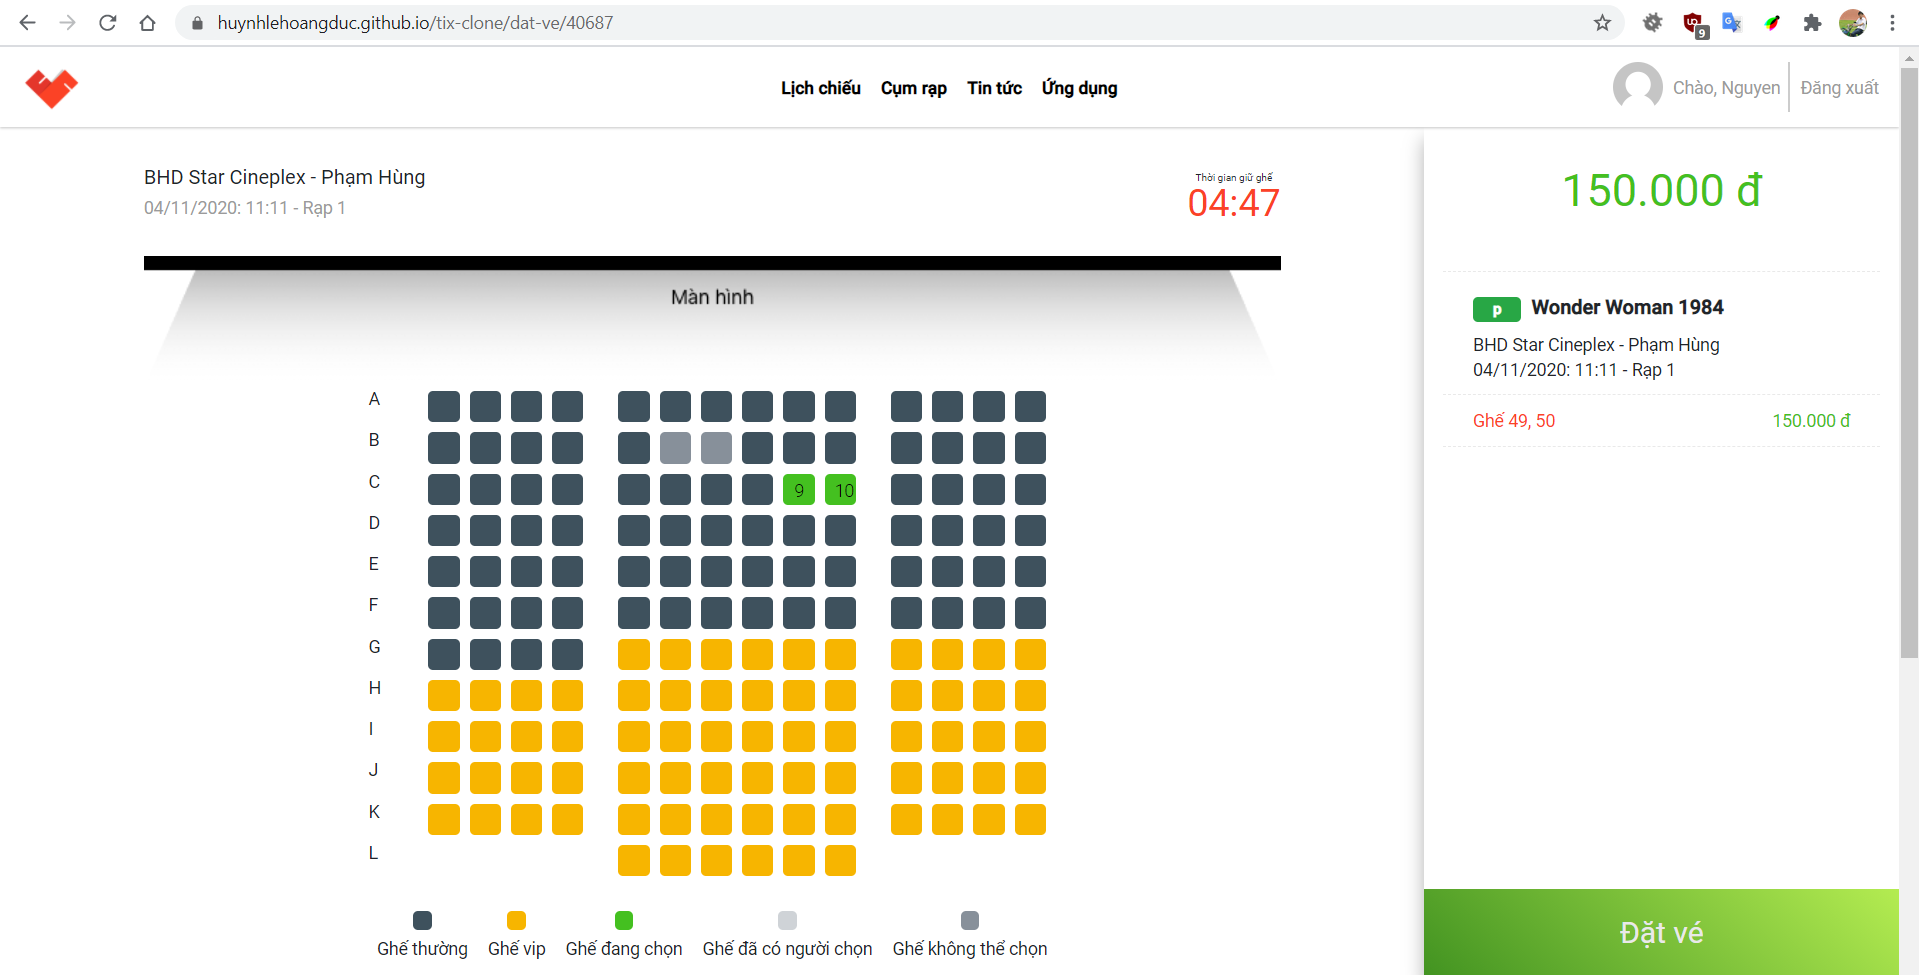 huynhlehoangduc.github.io/tix-clone/dat-ve/40687
9
Lịch chiếu Cụm rạp Tin tức Ứng dụng
Chào, Nguyen Đăng xuất
BHD Star Cineplex - Phạm Hùng
04/11/2020: 11:11 - Rạp 1
Thời gian giữ ghế
04:47
Màn hình
A
B
C 9 10
D
E
F
G
H
I
J
K
L
Ghế thường Ghế vip Ghế đang chọn Ghế đã có người chọn Ghế không thể chọn
150.000 đ
p Wonder Woman 1984
BHD Star Cineplex - Phạm Hùng
04/11/2020: 11:11 - Rạp 1
Ghế 49, 50 150.000 đ
Đặt vé